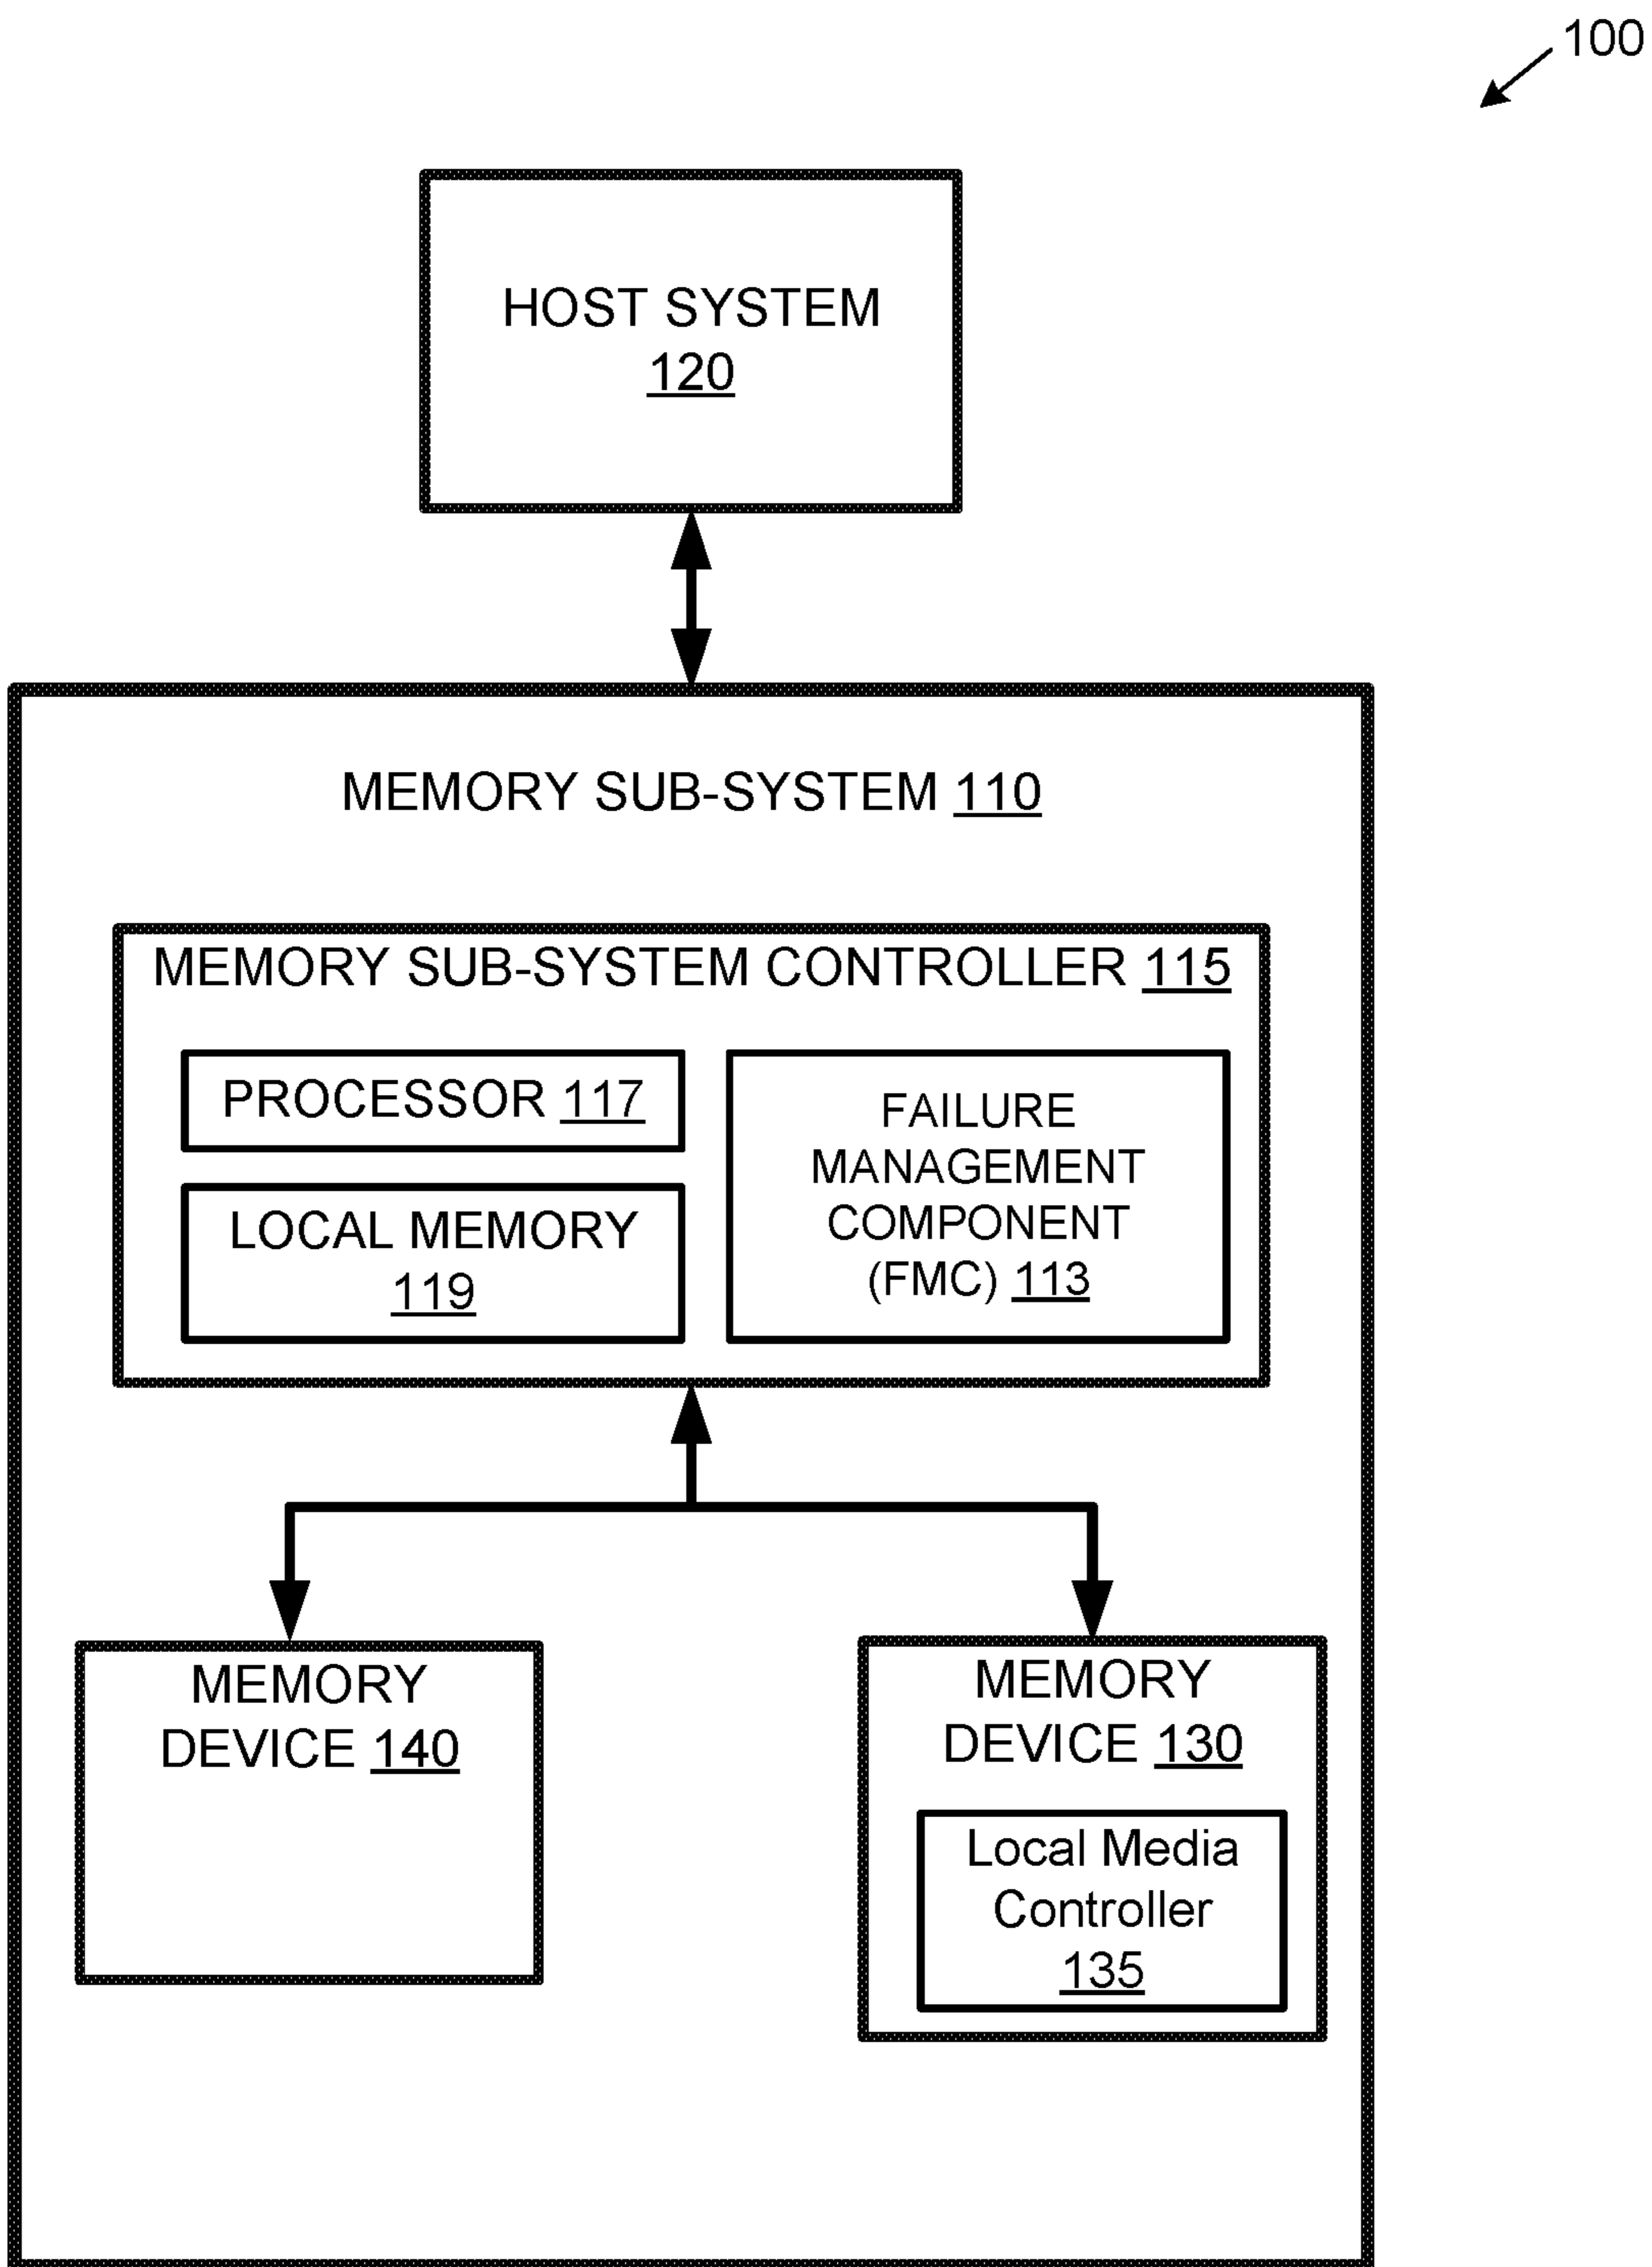 100
HOST SYSTEM
120
MEMORY SUB-SYSTEM 110
MEMORY SUB-SYSTEM CONTROLLER 115
PROCESSOR 117
LOCAL MEMORY
119
FAILURE
MANAGEMENT
COMPONENT
(FMC) 113
MEMORY
DEVICE 140
MEMORY
DEVICE 130
Local Media
Controller
135